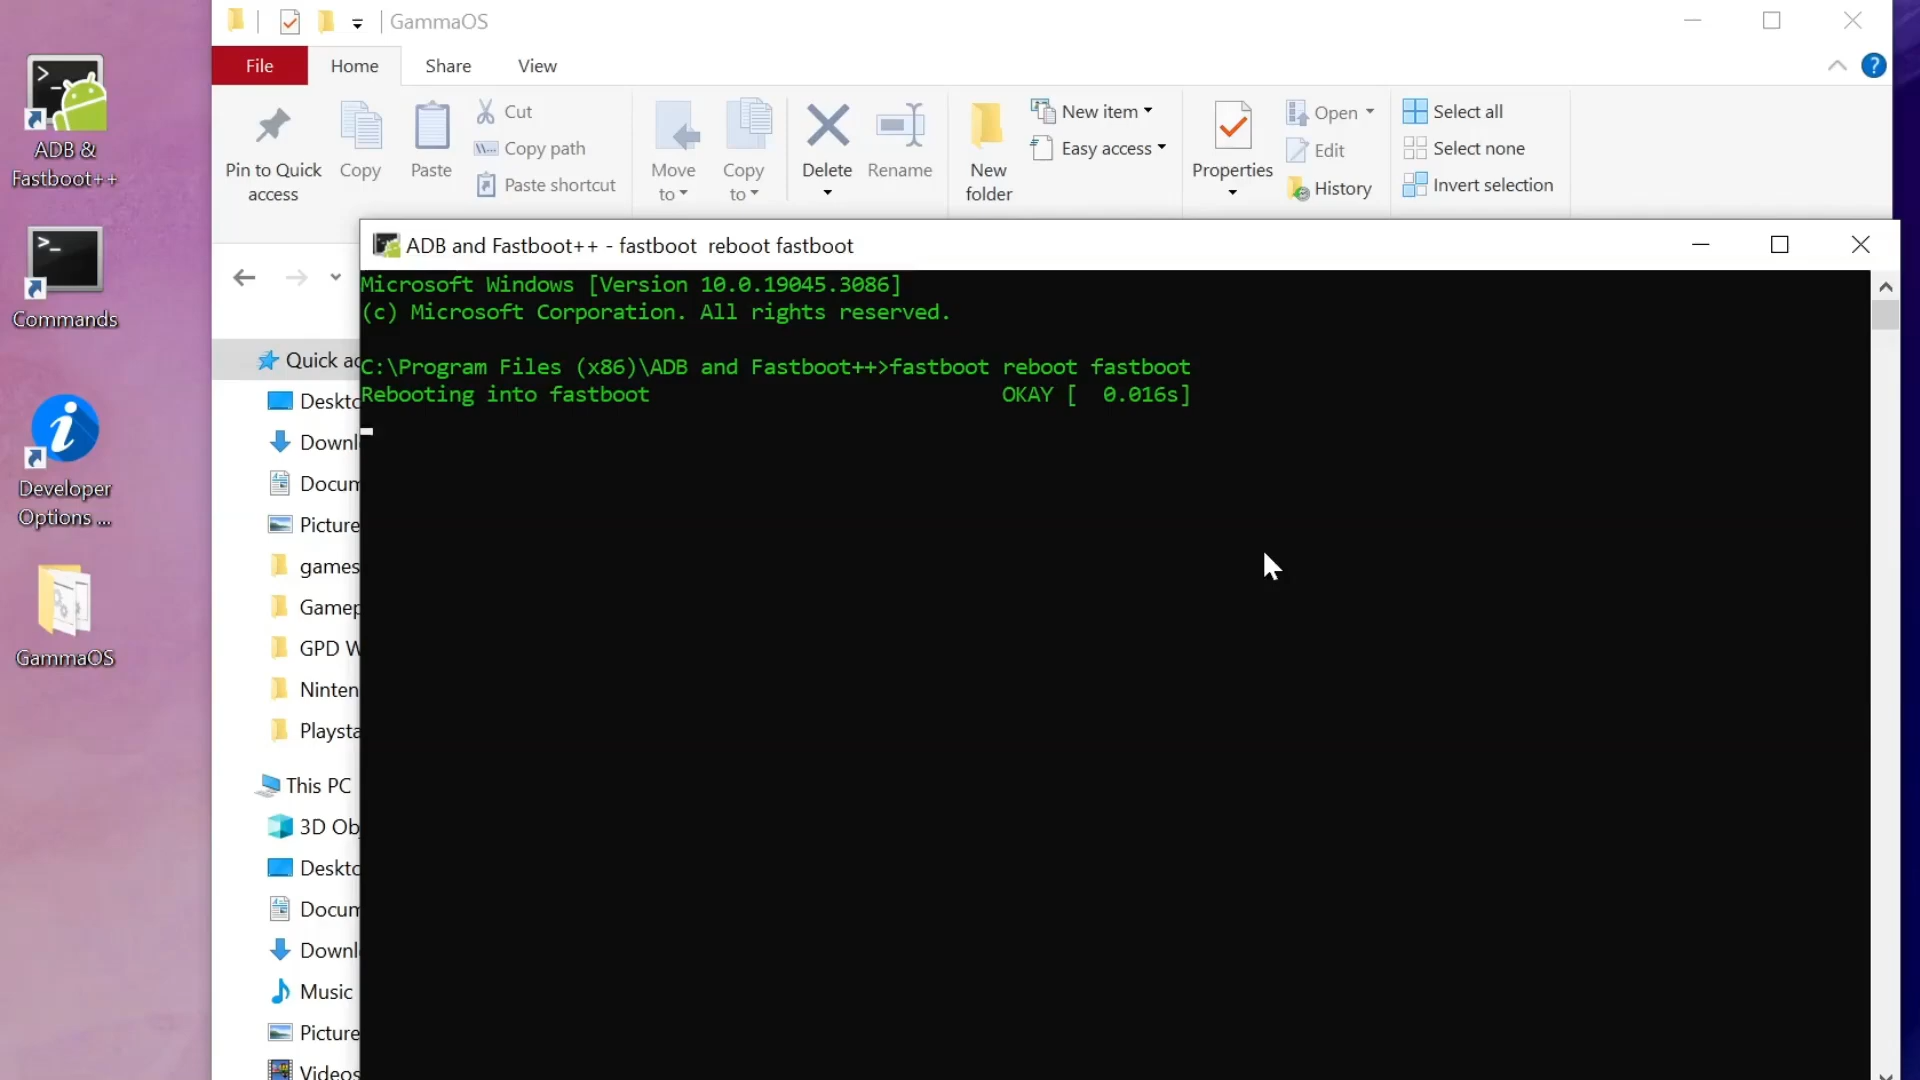 GammaOS
File
Home
Share
View
?
Cut
Copy path
Paste shortcut
Pin to Quick
access
Copy
Paste
Move
to
Copy
to
Delete
Rename
New
folder
New item
Easy access
Properties
Open
Edit
History
Select all
Select none
Invert selection
ADB &
Fastboot++
Commands
Developer
Options ...
GammaOS
ADB and Fastboot++ - fastboot  reboot fastboot
Microsoft Windows [Version 10.0.19045.3086]
(c) Microsoft Corporation. All rights reserved.
C:\Program Files (x86)\ADB and Fastboot++>fastboot reboot fastboot
Rebooting into fastboot                            OKAY [  0.016s]
Quick ac
Deskto
Downl
Docum
Picture
games
Gamep
GPD W
Ninten
Playsta
This PC
3D Obj
Deskto
Docum
Downl
Music
Picture
Videos